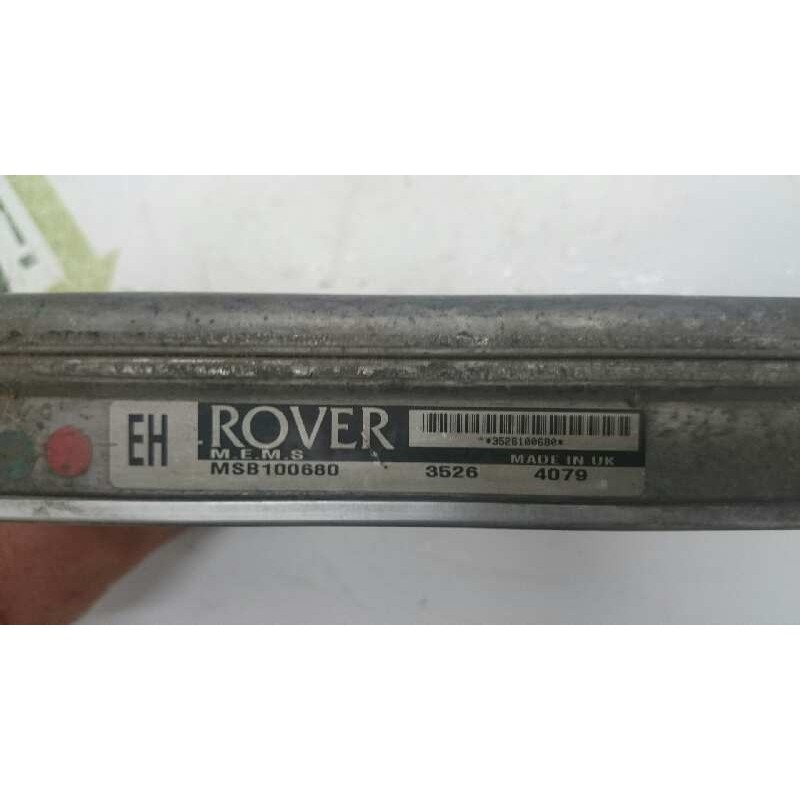 EH
ROVER
M.E.M.S
*3526100680*
MADE IN UK
MSB100680 3526 4079